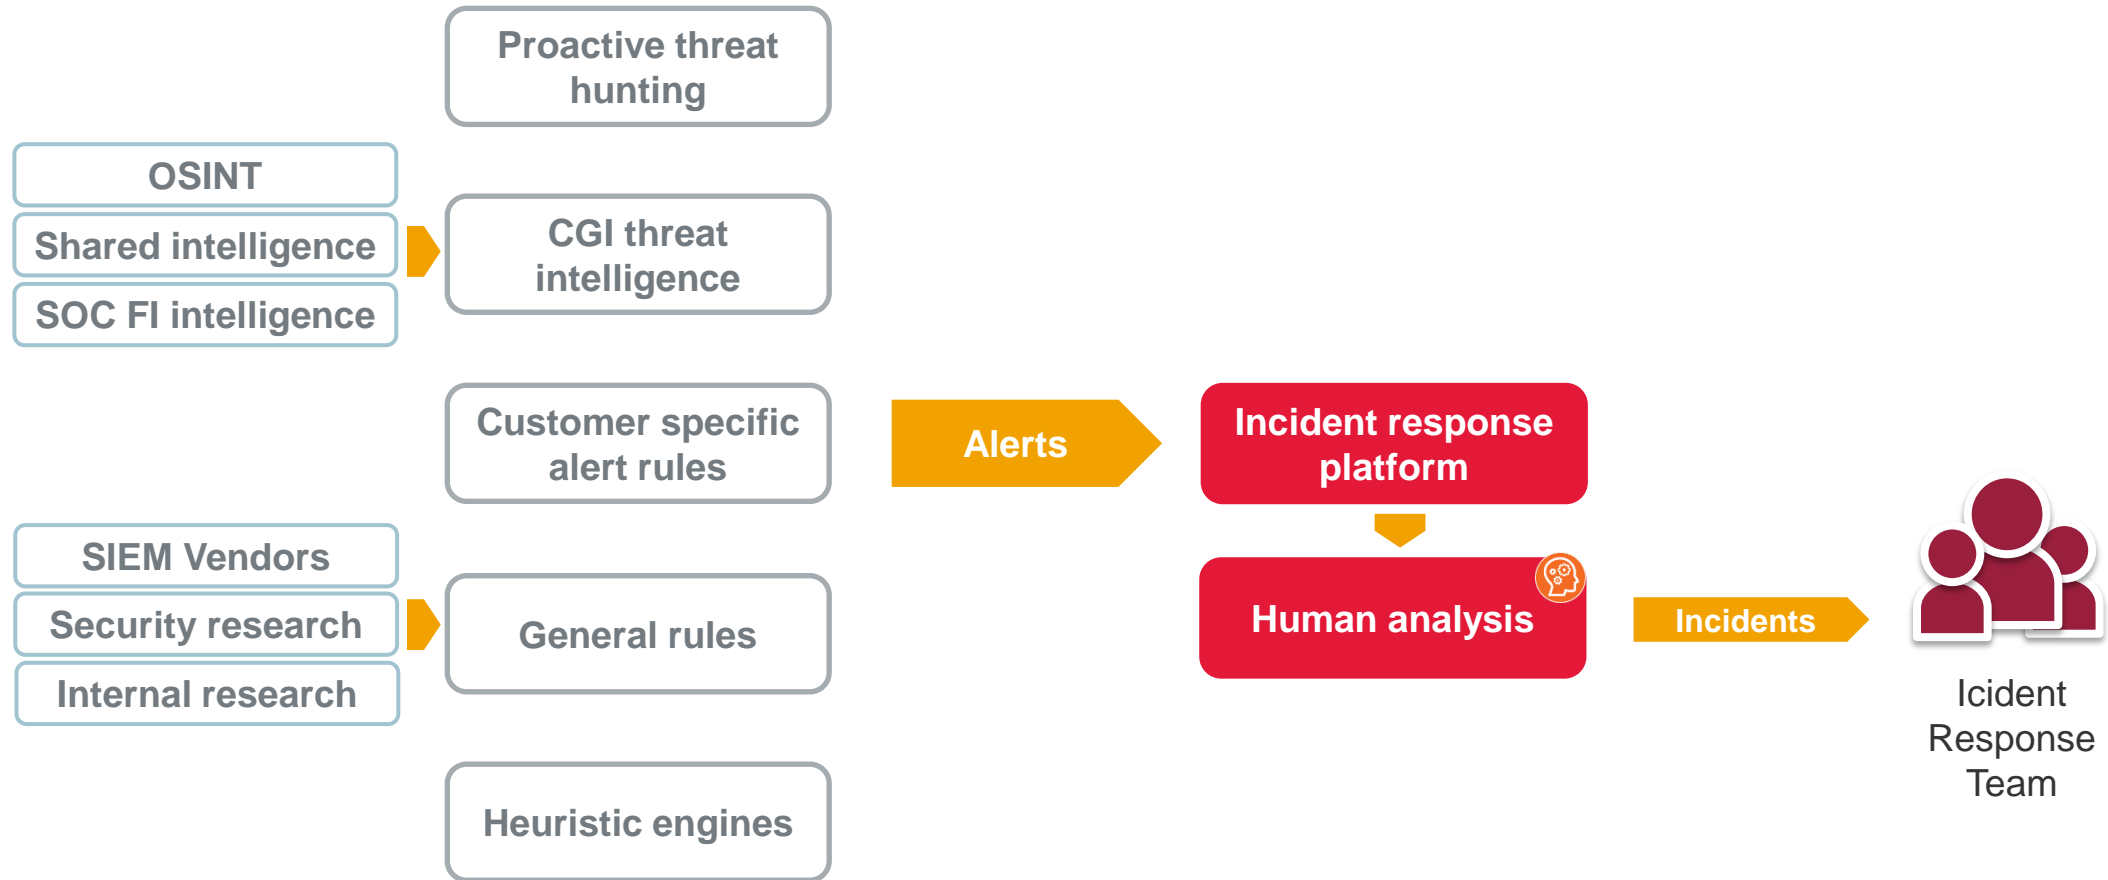 Proactive threat
hunting
OSINT
Shared intelligence
SOC FI intelligence
CGI threat
intelligence
Customer specific
alert rules
SIEM Vendors
Security research
Internal research
General rules
Heuristic engines
Alerts
Incident response
platform
Human analysis
Incidents
Icident
Response
Team